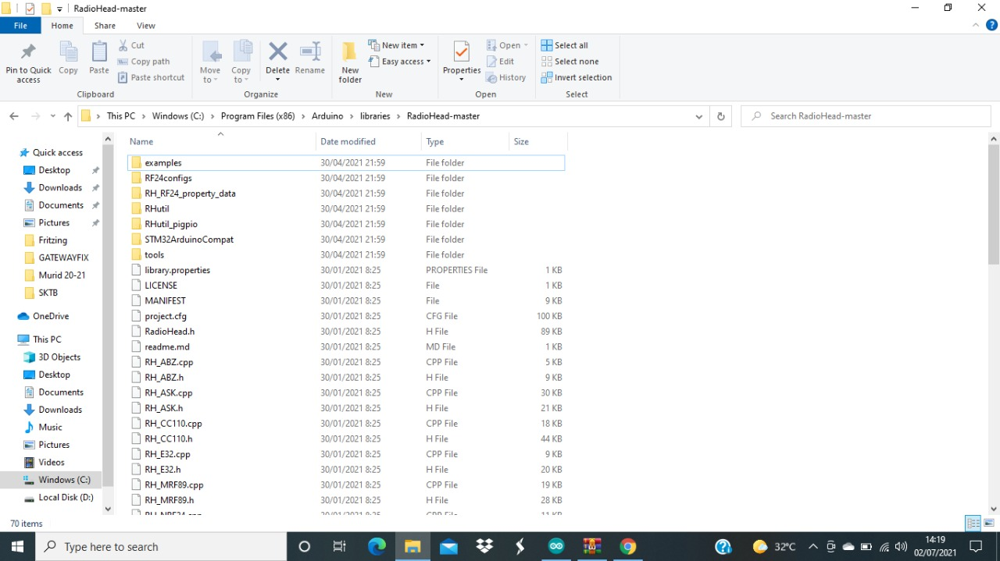 RadioHead-master
File Home Share View
Pin to Quick access
Copy
Paste
Cut
Copy path
Paste shortcut
Clipboard
Move to
Copy to
Delete
Rename
Organize
New folder
New item
Easy access
New
Properties
Open
Edit
History
Open
Select all
Select none
Invert selection
Select
This PC > Windows (C:) > Program Files (x86) > Arduino > libraries > RadioHead-master
Search RadioHead-master
Quick access
Desktop
Downloads
Documents
Pictures
Fritzing
GATEWAYFIX
Murid 20-21
SKTB
OneDrive
This PC
3D Objects
Desktop
Documents
Downloads
Music
Pictures
Videos
Windows (C:)
Local Disk (D:)
Name Date modified Type Size
examples 30/04/2021 21:59 File folder
RF24configs 30/04/2021 21:59 File folder
RH_RF24_property_data 30/04/2021 21:59 File folder
RHutil 30/04/2021 21:59 File folder
RHutil_pigpio 30/04/2021 21:59 File folder
STM32ArduinoCompat 30/04/2021 21:59 File folder
tools 30/04/2021 21:59 File folder
library.properties 30/01/2021 8:25 PROPERTIES File 1 KB
LICENSE 30/01/2021 8:25 File 1 KB
MANIFEST 30/01/2021 8:25 File 9 KB
project.cfg 30/01/2021 8:25 CFG File 100 KB
RadioHead.h 30/01/2021 8:25 H File 89 KB
readme.md 30/01/2021 8:25 MD File 1 KB
RH_ABZ.cpp 30/01/2021 8:25 CPP File 5 KB
RH_ABZ.h 30/01/2021 8:25 H File 9 KB
RH_ASK.cpp 30/01/2021 8:25 CPP File 30 KB
RH_ASK.h 30/01/2021 8:25 H File 21 KB
RH_CC110.cpp 30/01/2021 8:25 CPP File 18 KB
RH_CC110.h 30/01/2021 8:25 H File 44 KB
RH_E32.cpp 30/01/2021 8:25 CPP File 9 KB
RH_E32.h 30/01/2021 8:25 H File 20 KB
RH_MRF89.cpp 30/01/2021 8:25 CPP File 19 KB
RH_MRF89.h 30/01/2021 8:25 H File 28 KB
RH_NRF24.cpp 30/01/2021 8:25 CPP File 11 KB
70 items
Type here to search
32°C
14:19
02/07/2021